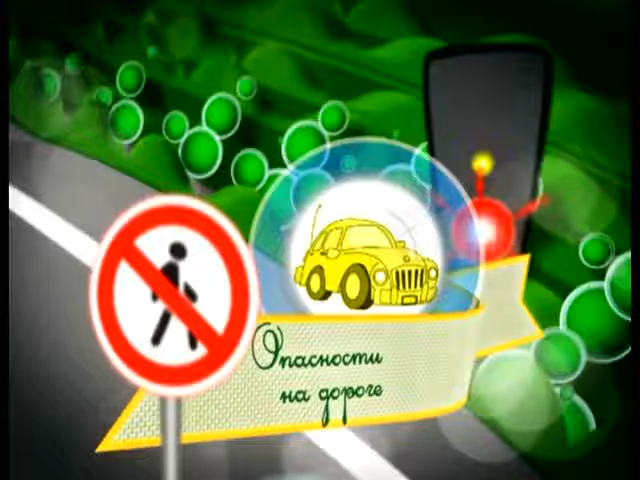 Опасности
на дороге